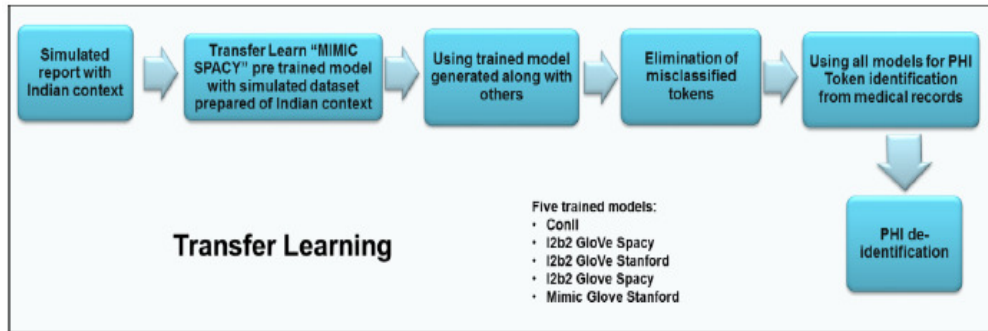 Simulated
report with
Indian context
Transfer Learn “MIMIC
SPACY” pre trained model
with simulated dataset
prepared of Indian context
Using trained model
generated along with
others
Elimination of
misclassified
tokens
Using all models for PHI
Token identification
from medical records
PHI de-
identification
Transfer Learning
Five trained models:
• Conll
• I2b2 GloVe Spacy
• I2b2 GloVe Stanford
• I2b2 Glove Spacy
• Mimic Glove Stanford